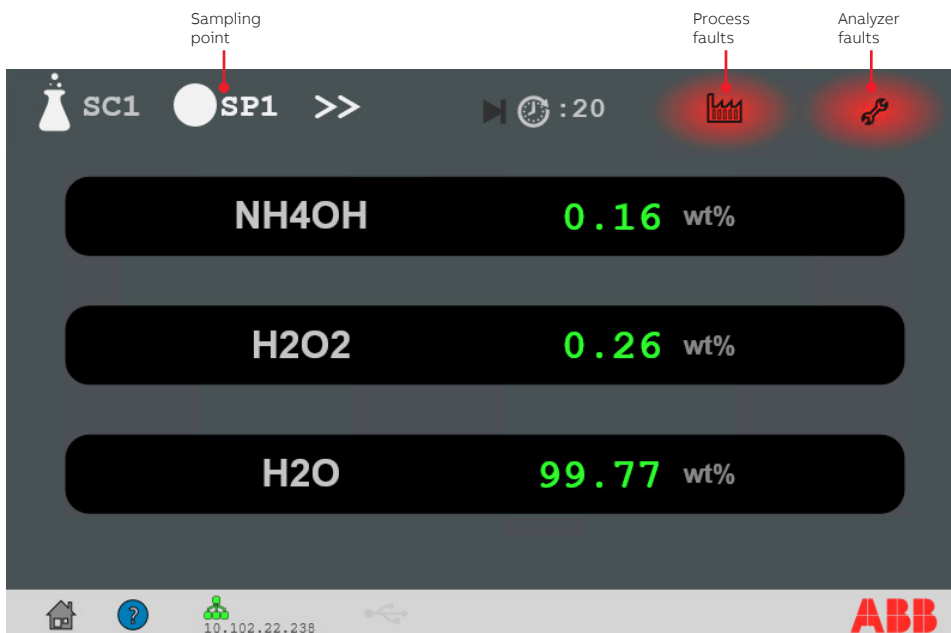 Sampling
point
Process
faults
Analyzer
faults
SC1 SP1 >> :20
NH4OH 0.16 wt%
H2O2 0.26 wt%
H2O 99.77 wt%
? 10.102.22.238 ABB